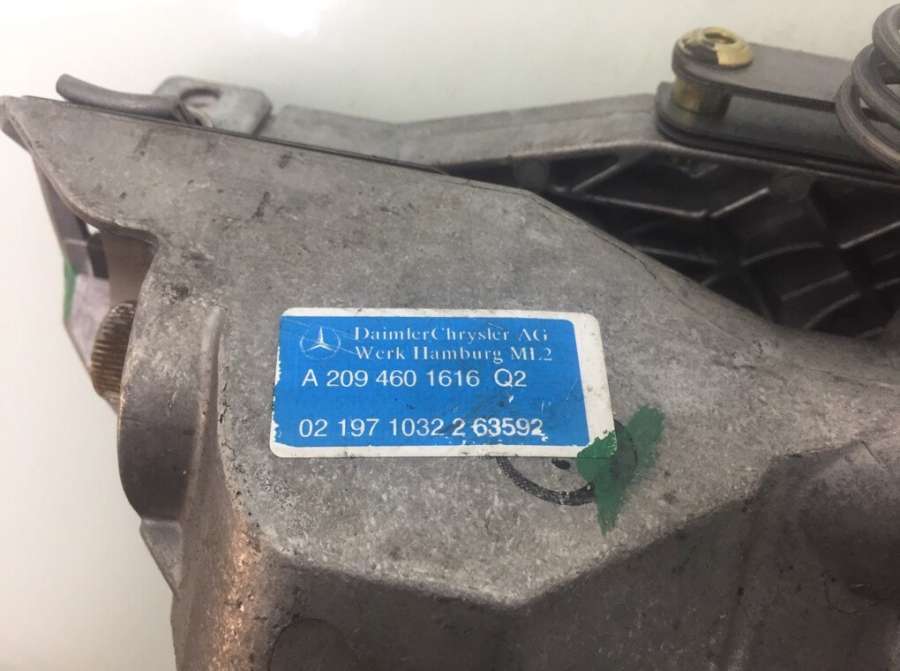 DaimlerChrysler AG
Werk Hamburg ML2
A 209 460 1616 Q2
02 197 1032 2 63592